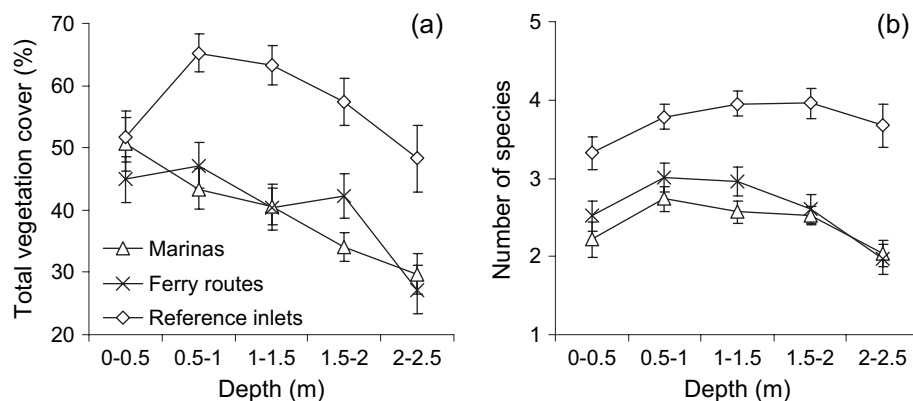 (a)
Total vegetation cover (%)
70
60
50
40
30
20
Marinas
Ferry routes
Reference inlets
0-0.5 0.5-1 1-1.5 1.5-2 2-2.5
Depth (m)
(b)
Number of species
5
4
3
2
1
0-0.5 0.5-1 1-1.5 1.5-2 2-2.5
Depth (m)